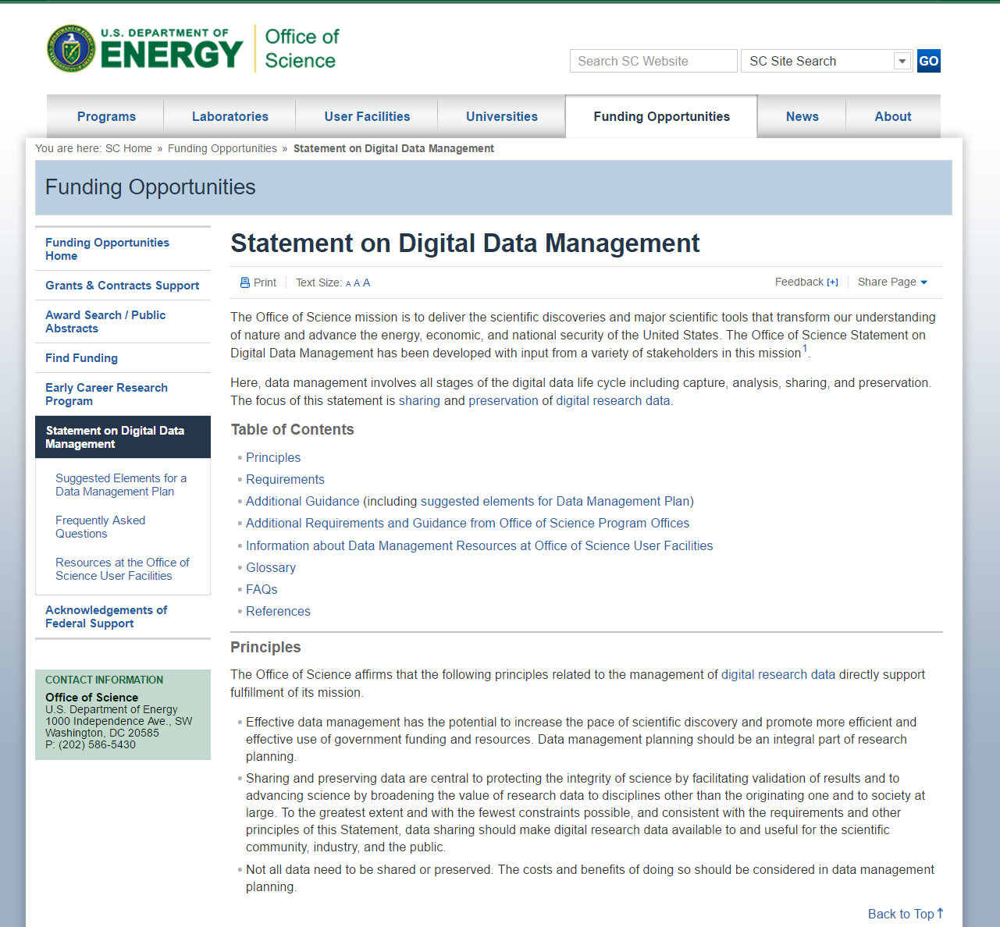 U.S. DEPARTMENT OF
ENERGY
Office of
Science
Search SC Website
SC Site Search
GO
Programs
Laboratories
User Facilities
Universities
Funding Opportunities
News
About
You are here: SC Home » Funding Opportunities » Statement on Digital Data Management
Funding Opportunities
Funding Opportunities
Home
Grants & Contracts Support
Award Search / Public
Abstracts
Find Funding
Early Career Research
Program
Statement on Digital Data
Management
Suggested Elements for a
Data Management Plan
Frequently Asked
Questions
Resources at the Office of
Science User Facilities
Acknowledgements of
Federal Support
CONTACT INFORMATION
Office of Science
U.S. Department of Energy
1000 Independence Ave., SW
Washington, DC 20585
P: (202) 586-5430
Statement on Digital Data Management
Print
Text Size: A A A
Feedback [+]
Share Page
The Office of Science mission is to deliver the scientific discoveries and major scientific tools that transform our understanding
of nature and advance the energy, economic, and national security of the United States. The Office of Science Statement on
Digital Data Management has been developed with input from a variety of stakeholders in this mission1.
Here, data management involves all stages of the digital data life cycle including capture, analysis, sharing, and preservation.
The focus of this statement is sharing and preservation of digital research data.
Table of Contents
Principles
Requirements
Additional Guidance (including suggested elements for Data Management Plan)
Additional Requirements and Guidance from Office of Science Program Offices
Information about Data Management Resources at Office of Science User Facilities
Glossary
FAQs
References
Principles
The Office of Science affirms that the following principles related to the management of digital research data directly support
fulfillment of its mission.
Effective data management has the potential to increase the pace of scientific discovery and promote more efficient and
effective use of government funding and resources. Data management planning should be an integral part of research
planning.
Sharing and preserving data are central to protecting the integrity of science by facilitating validation of results and to
advancing science by broadening the value of research data to disciplines other than the originating one and to society at
large. To the greatest extent and with the fewest constraints possible, and consistent with the requirements and other
principles of this Statement, data sharing should make digital research data available to and useful for the scientific
community, industry, and the public.
Not all data need to be shared or preserved. The costs and benefits of doing so should be considered in data management
planning.
Back to Top